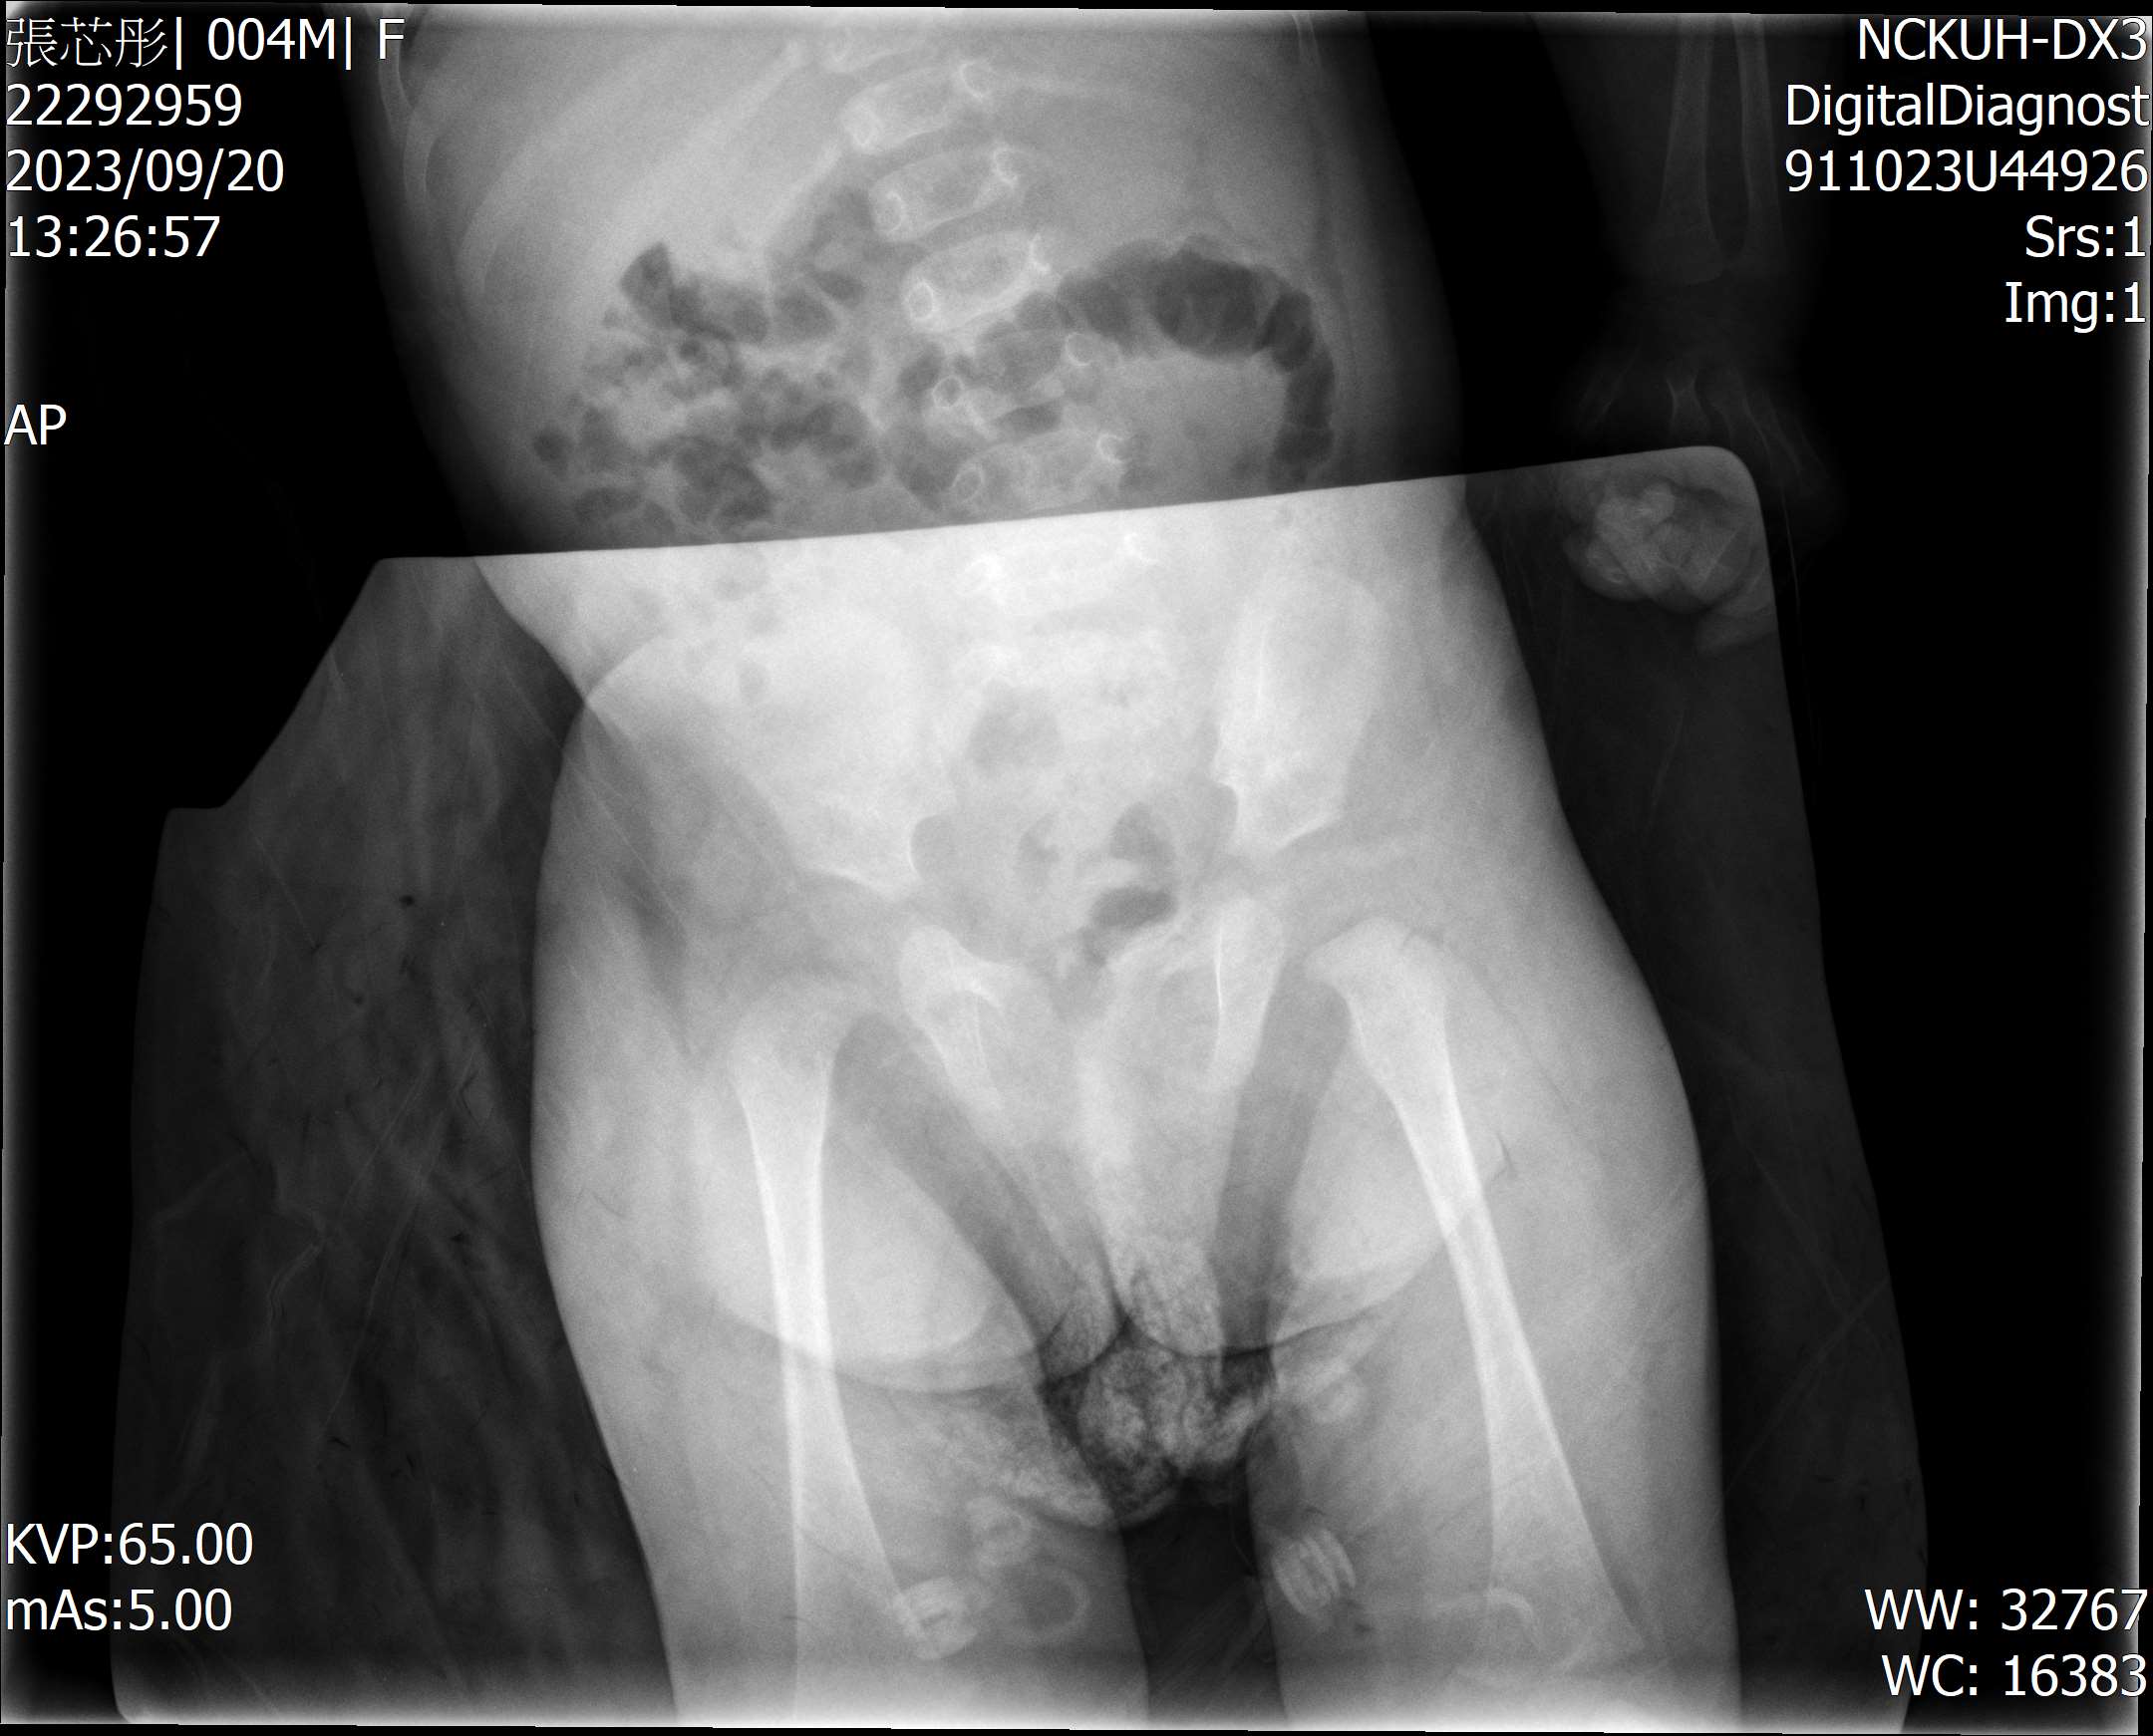 張芯彤| 004M| F
22292959
2023/09/20
13:26:57
AP
KVP:65.00
mAs:5.00
NCKUH-DX3
DigitalDiagnost
911023U44926
Srs:1
Img:1
WW: 32767
WC: 16383